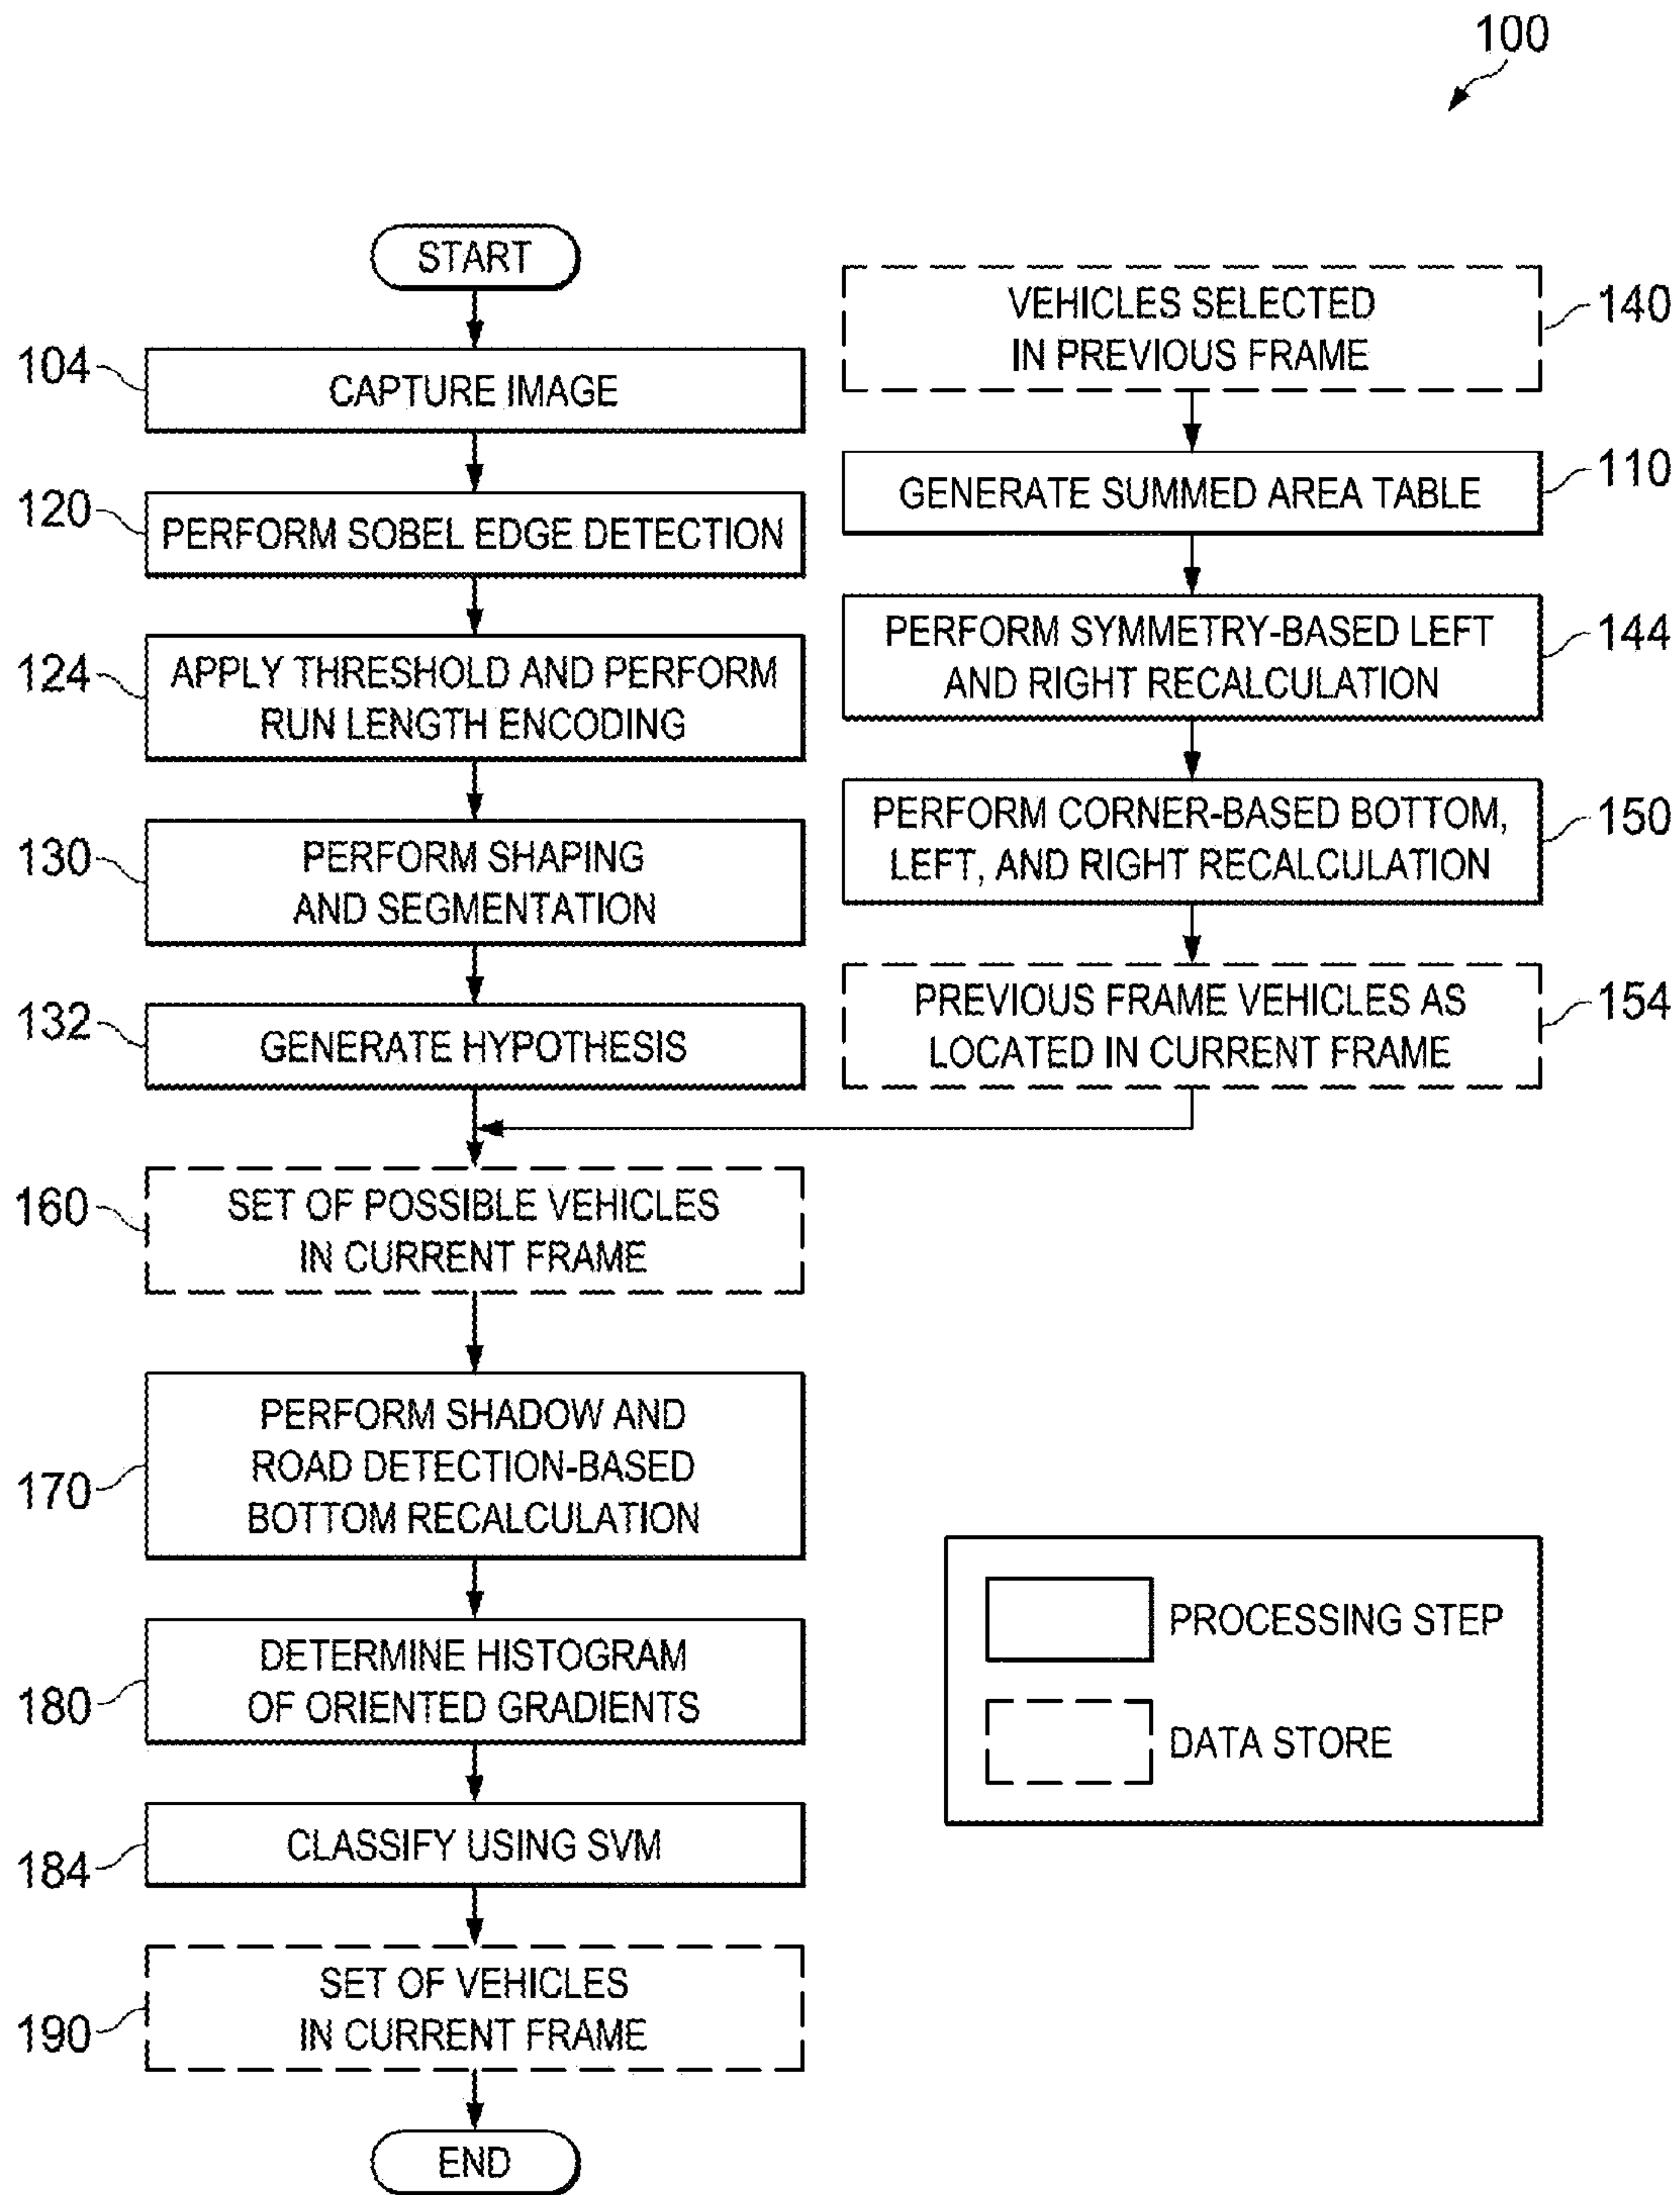 100
START
104
CAPTURE IMAGE
120
PERFORM SOBEL EDGE DETECTION
124
APPLY THRESHOLD AND PERFORM
RUN LENGTH ENCODING
130
PERFORM SHAPING
AND SEGMENTATION
132
GENERATE HYPOTHESIS
VEHICLES SELECTED
IN PREVIOUS FRAME
140
GENERATE SUMMED AREA TABLE
110
PERFORM SYMMETRY-BASED LEFT
AND RIGHT RECALCULATION
144
PERFORM CORNER-BASED BOTTOM,
LEFT, AND RIGHT RECALCULATION
150
PREVIOUS FRAME VEHICLES AS
LOCATED IN CURRENT FRAME
154
160
SET OF POSSIBLE VEHICLES
IN CURRENT FRAME
170
PERFORM SHADOW AND
ROAD DETECTION-BASED
BOTTOM RECALCULATION
180
DETERMINE HISTOGRAM
OF ORIENTED GRADIENTS
184
CLASSIFY USING SVM
190
SET OF VEHICLES
IN CURRENT FRAME
END
PROCESSING STEP
DATA STORE